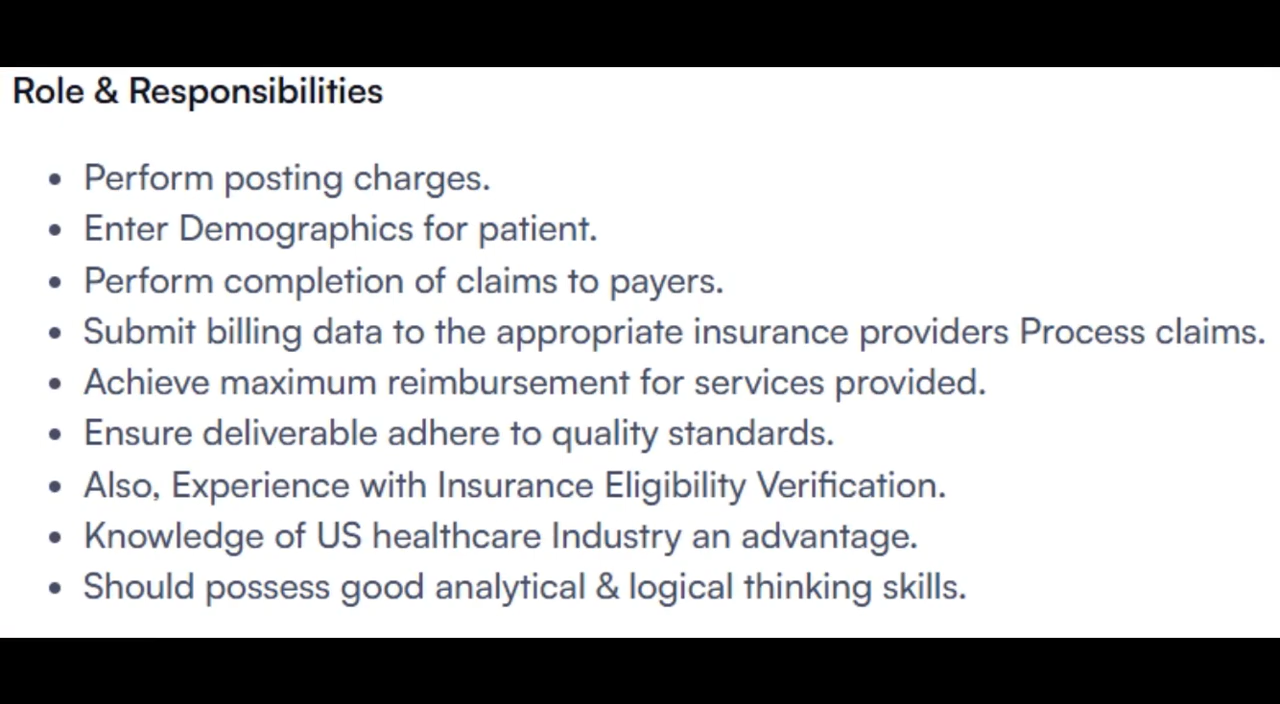 Role & Responsibilities
• Perform posting charges.
• Enter Demographics for patient.
• Perform completion of claims to payers.
• Submit billing data to the appropriate insurance providers Process claims.
• Achieve maximum reimbursement for services provided.
• Ensure deliverable adhere to quality standards.
• Also, Experience with Insurance Eligibility Verification.
• Knowledge of US healthcare Industry an advantage.
• Should possess good analytical & logical thinking skills.